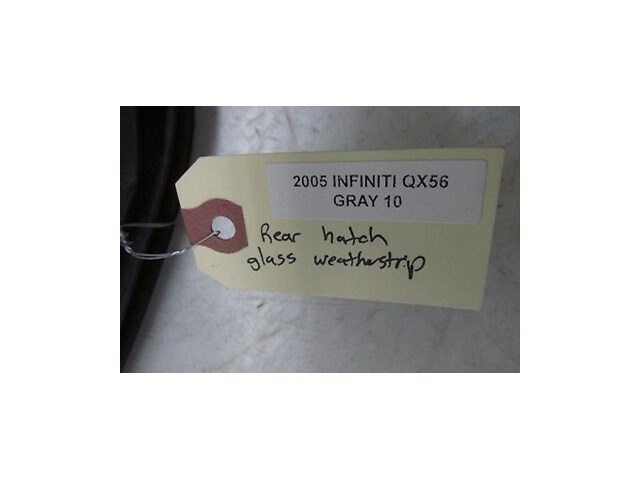 2005 INFINITI QX56
GRAY 10
Rear hatch
glass weatherstrip